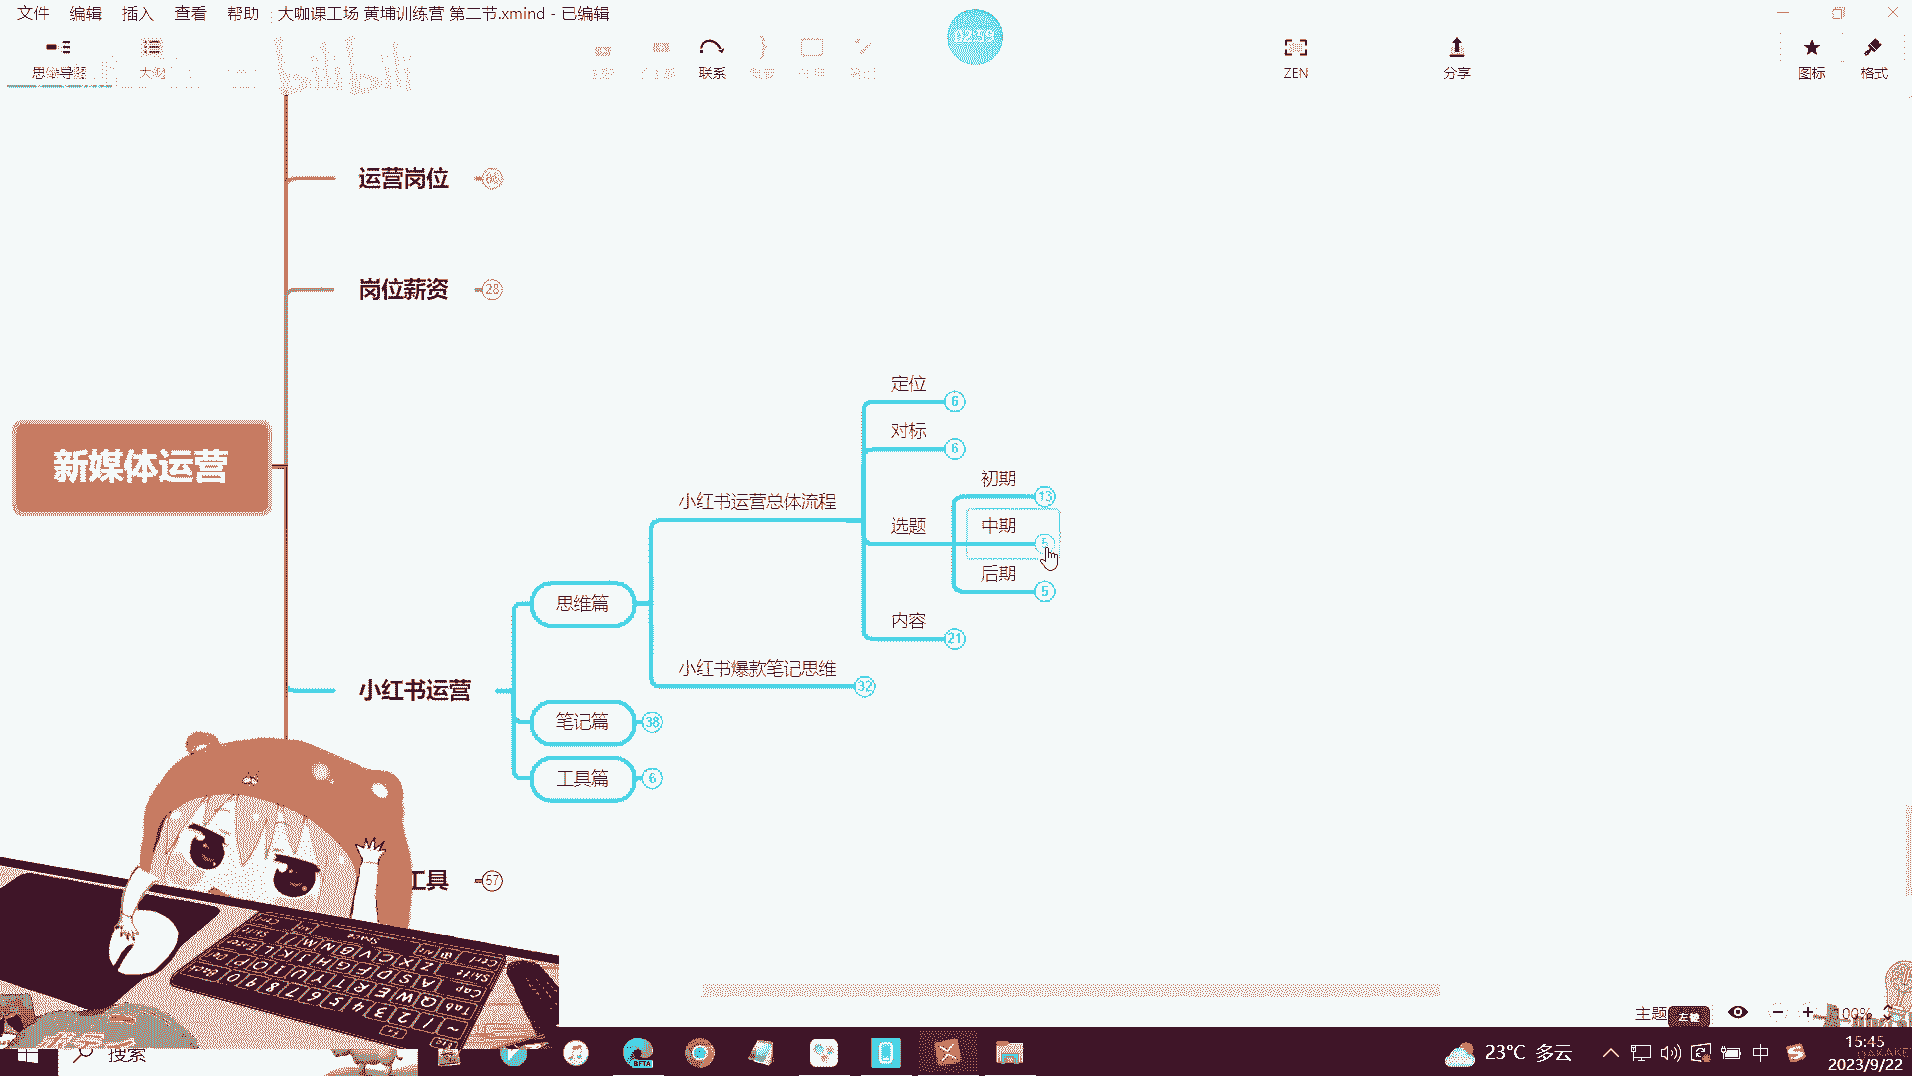 文件 编辑 插入 查看 帮助 大咖课工场 黄埔训练营 第二节.xmind - 已编辑
02:59
思维导图 大纲 联系 ZEN 分享 图标 格式
bilibili
运营岗位
岗位薪资 28
定位 6
对标 6
初期 13
小红书运营总体流程
新媒体运营
选题 中期 5
后期 5
思维篇
内容 21
小红书爆款笔记思维 32
小红书运营
笔记篇 38
工具篇 6
工具 57
主题 100%
搜索
23°C 多云 中 15:45
2023/9/22